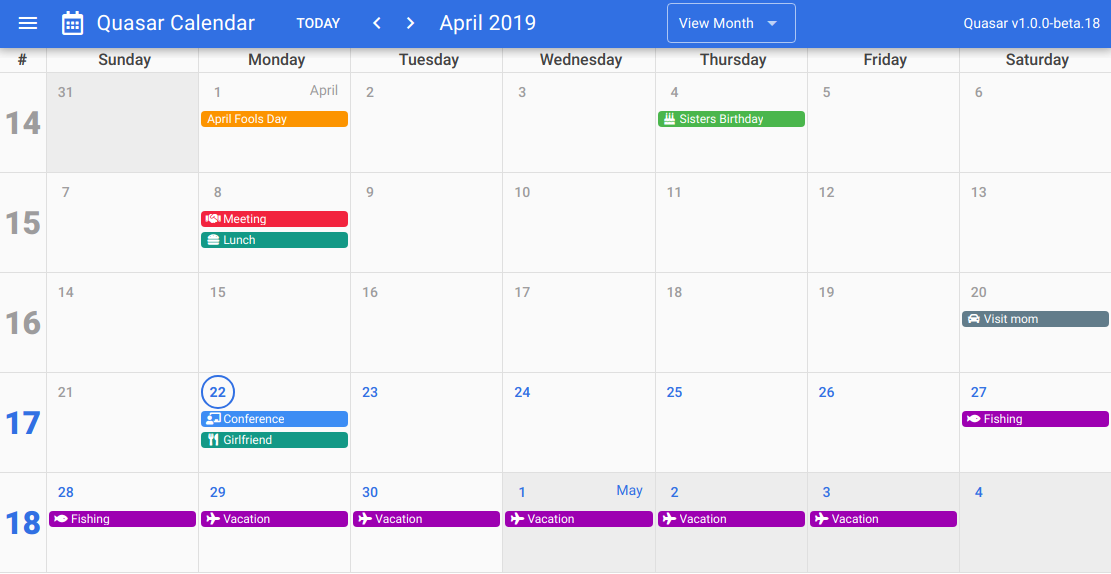 Quasar Calendar TODAY April 2019 View Month Quasar v1.0.0-beta.18
# Sunday Monday Tuesday Wednesday Thursday Friday Saturday
14 31 1 April 2 3 4 5 6
April Fools Day Sisters Birthday
15 7 8 9 10 11 12 13
Meeting
Lunch
16 14 15 16 17 18 19 20
Visit mom
17 21 22 23 24 25 26 27
Conference Fishing
Girlfriend
18 28 29 30 1 May 2 3 4
Fishing Vacation Vacation Vacation Vacation Vacation